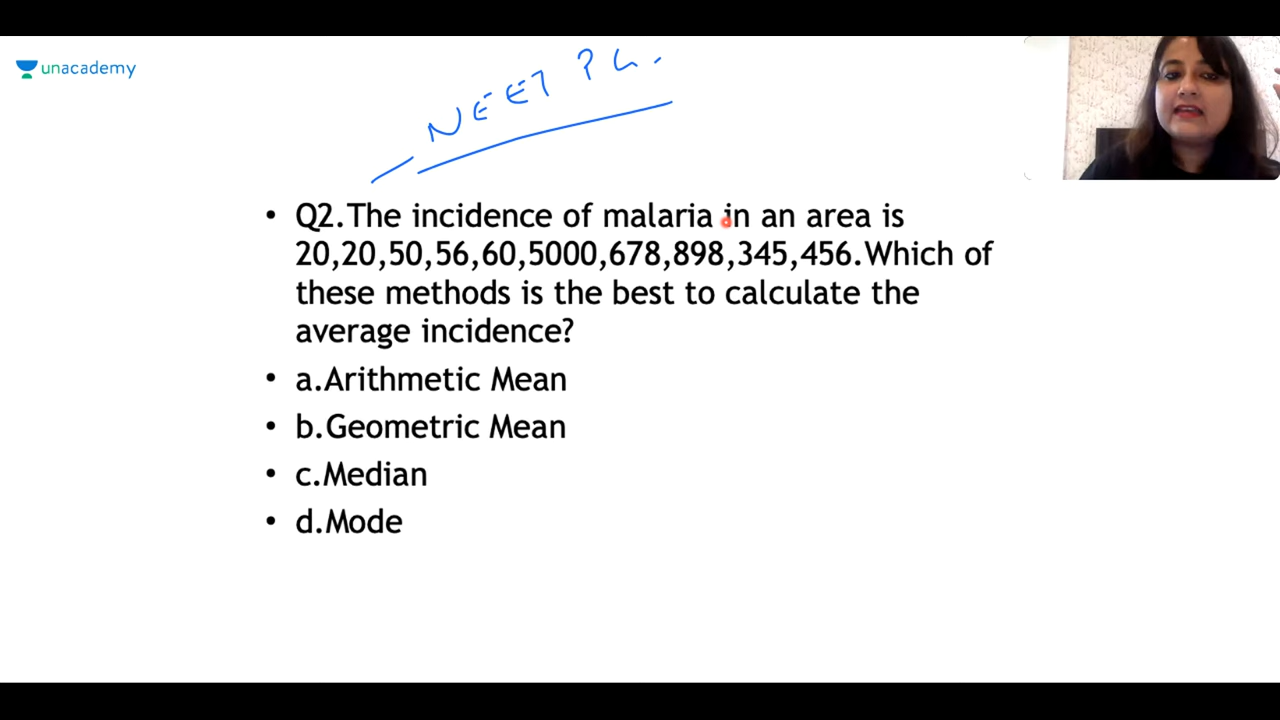 unacademy
NEET PG.
• Q2.The incidence of malaria in an area is
20,20,50,56,60,5000,678,898,345,456.Which of
these methods is the best to calculate the
average incidence?
• a.Arithmetic Mean
• b.Geometric Mean
• c.Median
• d.Mode